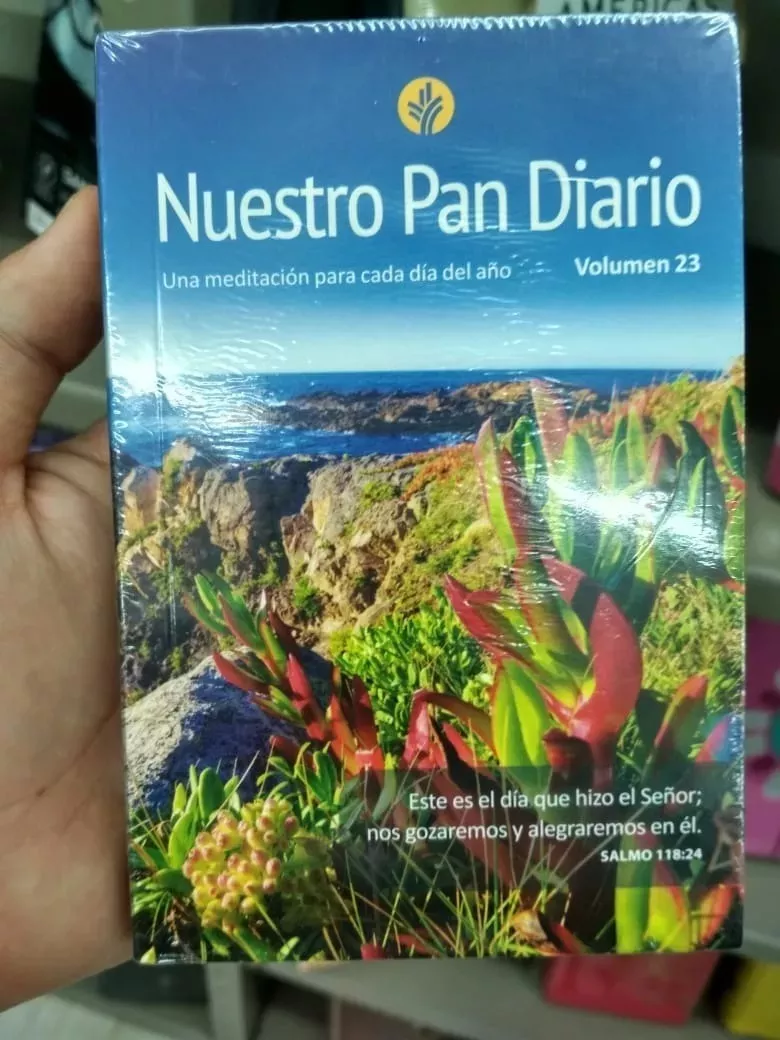 AMERICAS
Nuestro Pan Diario
Una meditación para cada día del año
Volumen 23
Este es el día que hizo el Señor;
nos gozaremos y alegraremos en él.
SALMO 118:24